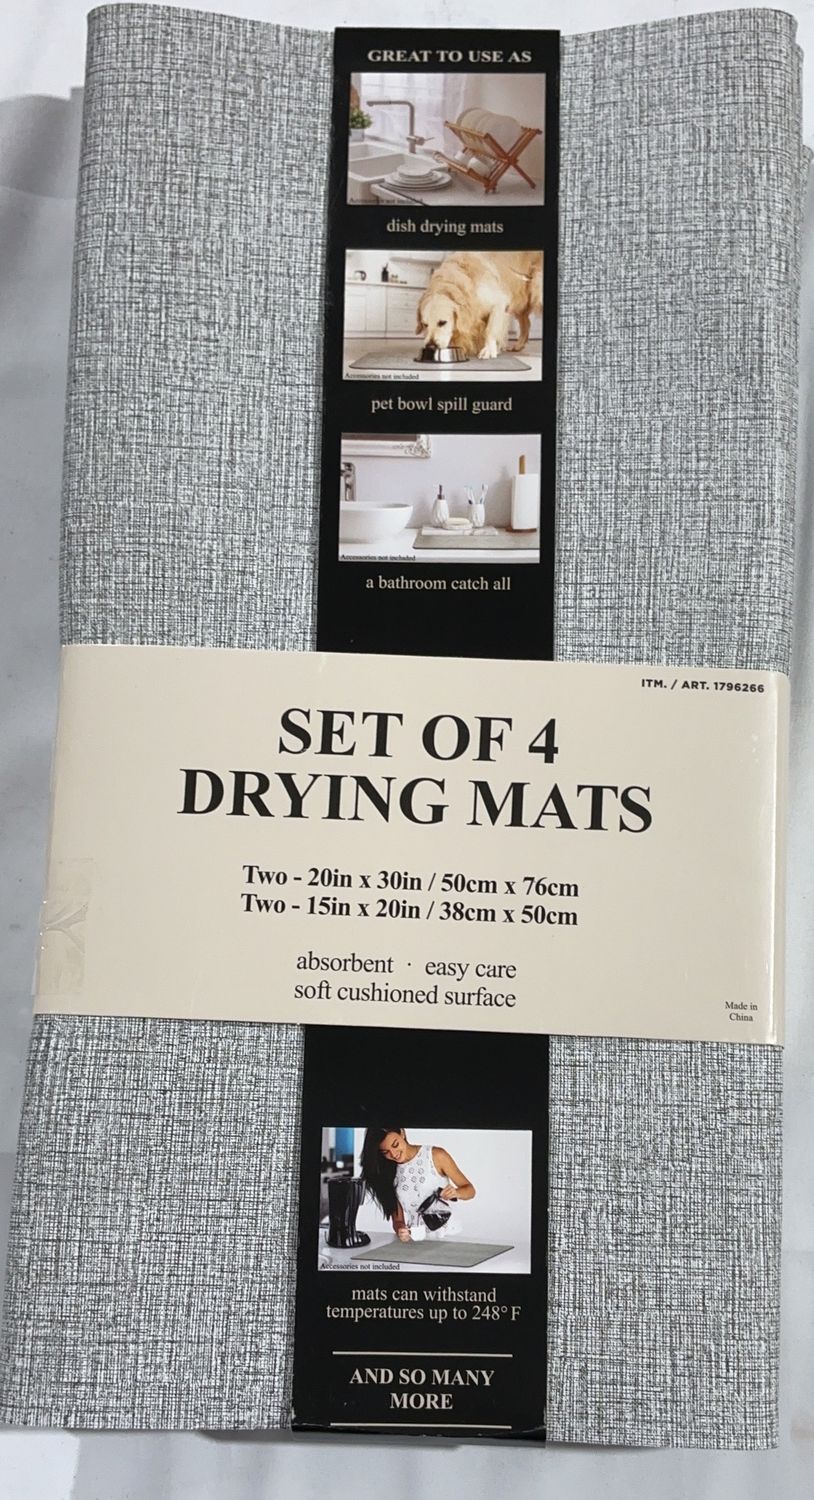 GREAT TO USE AS
Accessories not included
dish drying mats
Accessories not included
pet bowl spill guard
Accessories not included
a bathroom catch all
ITM. / ART. 1796266
SET OF 4
DRYING MATS
Two - 20in x 30in / 50cm x 76cm
Two - 15in x 20in / 38cm x 50cm
absorbent · easy care
soft cushioned surface
Made in
China
Accessories not included
mats can withstand
temperatures up to 248° F
AND SO MANY
MORE